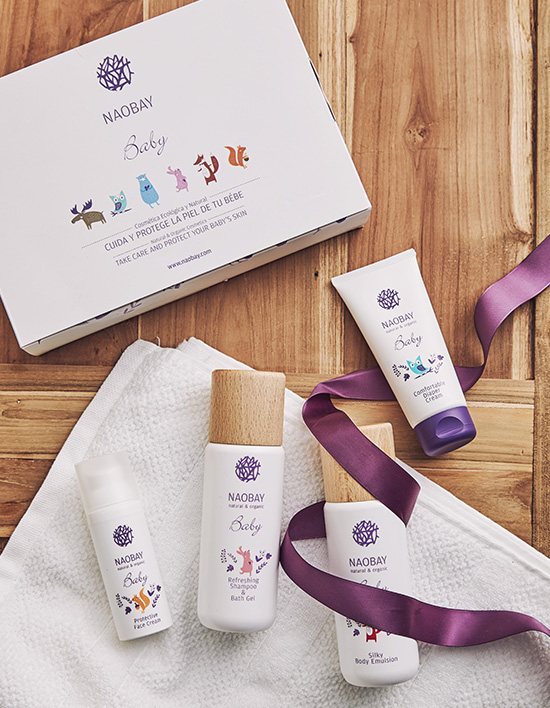 NAOBAY
Baby
Cosmética Ecológica y Natural
CUIDA Y PROTEGE LA PIEL DE TU BÉBE
Natural & Organic Cosmetics
TAKE CARE AND PROTECT YOUR BABY'S SKIN
www.naobay.com
NAOBAY
natural & organic
Baby
Comfortable
Diaper
Cream
NAOBAY
natural & organic
Baby
Protective
Face Cream
NAOBAY
natural & organic
Baby
Refreshing
Shampoo
&
Bath Gel
NAOBAY
natural & organic
Baby
Silky
Body Emulsion